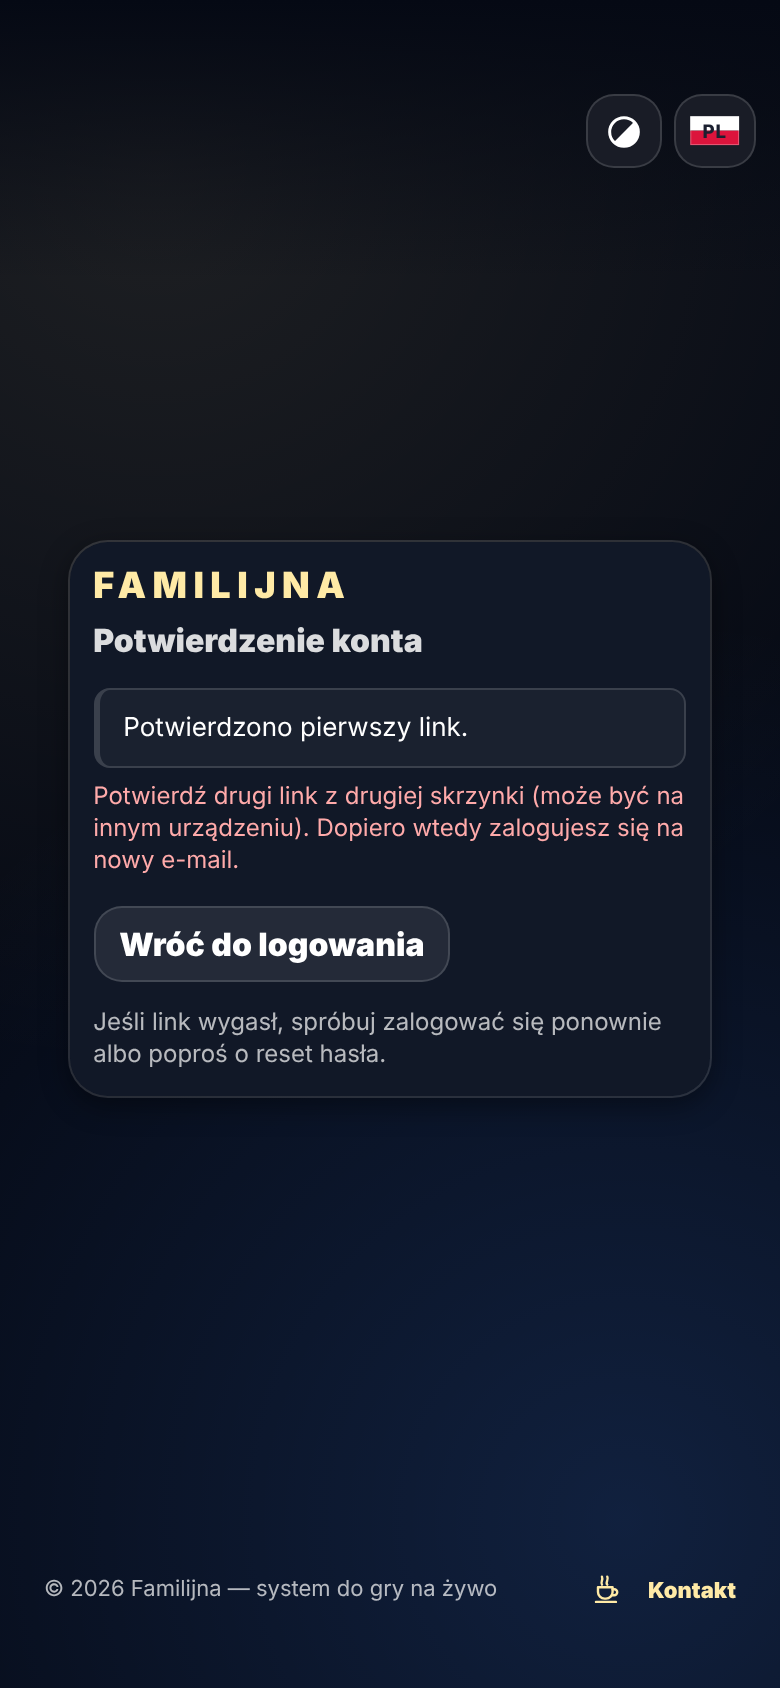 PL
FAMILIJNA
Potwierdzenie konta
Potwierdzono pierwszy link.
Potwierdź drugi link z drugiej skrzynki (może być na
innym urządzeniu). Dopiero wtedy zalogujesz się na
nowy e-mail.
Wróć do logowania
Jeśli link wygasł, spróbuj zalogować się ponownie
albo poproś o reset hasła.
© 2026 Familijna — system do gry na żywo
Kontakt